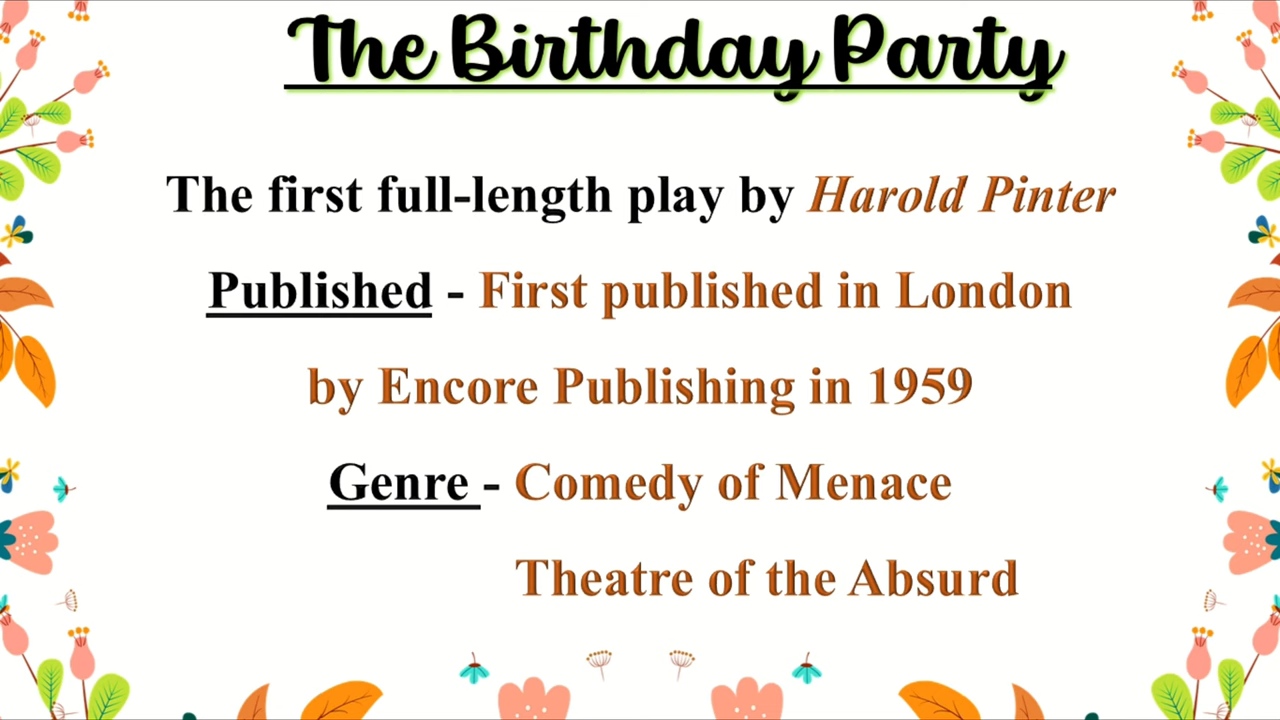 The Birthday Party
The first full-length play by Harold Pinter
Published - First published in London
by Encore Publishing in 1959
Genre - Comedy of Menace
Theatre of the Absurd